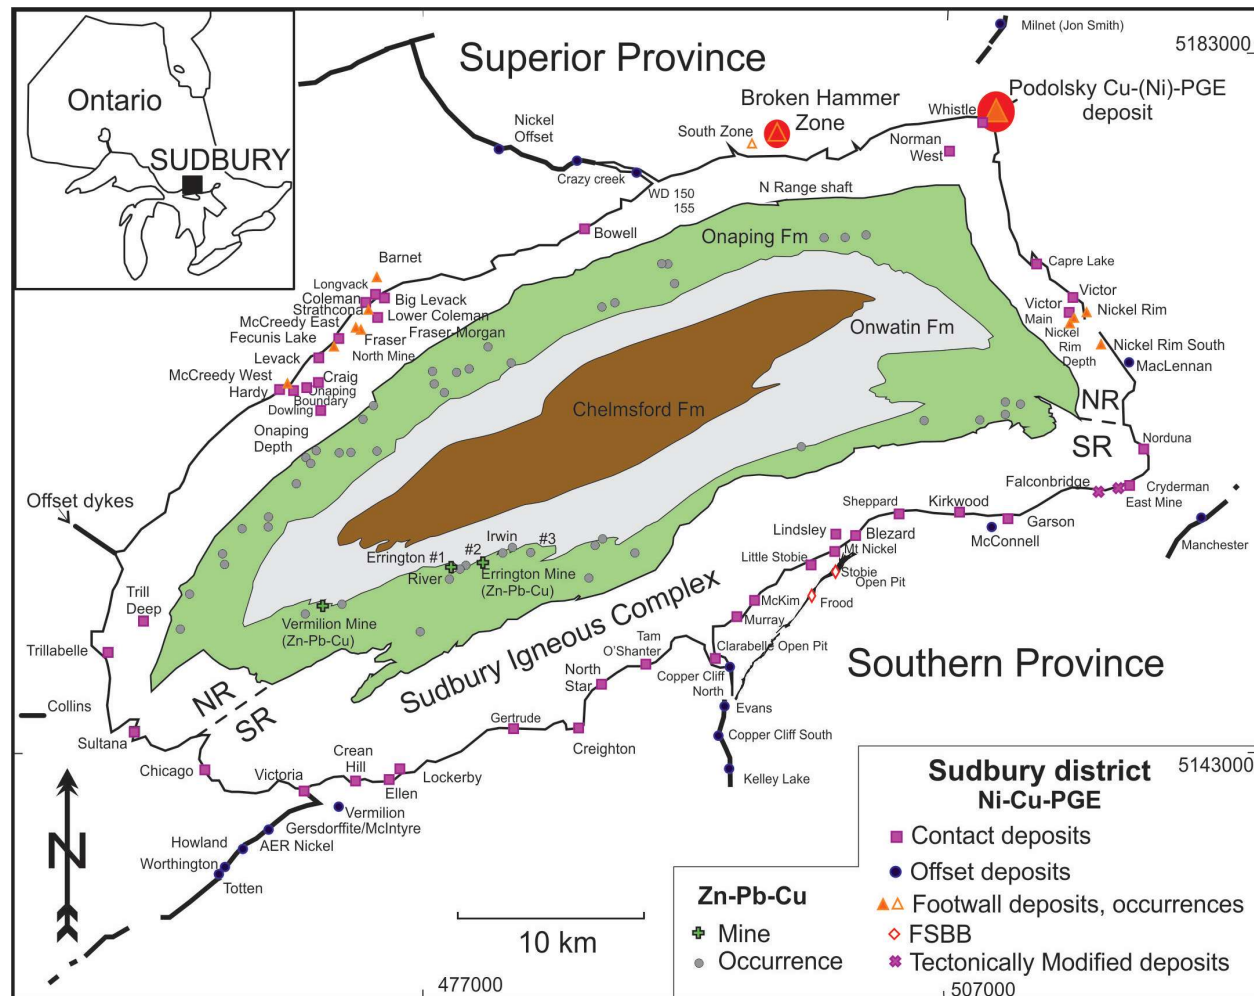 Superior Province
Milnet (Jon Smith)
5183000
Ontario
SUDBURY
Nickel
Offset
Crazy creek
WD 150
155
South Zone
Broken Hammer
Zone
Whistle
Podolsky Cu-(Ni)-PGE
deposit
Norman
West
N Range shaft
Bowell
Onaping Fm
Barnet
Longvack
Coleman
Strathcona
Big Levack
Lower Coleman
McCreedy East
Fecunis Lake
Fraser
Fraser-Morgan
North Mine
Levack
McCreedy West
Hardy
Craig
Onaping
Boundary
Dowling
Onaping
Depth
Capre Lake
Victor
Victor
Main
Nickel Rim
Nickel
Rim
Depth
Nickel Rim South
MacLennan
Onwatin Fm
Chelmsford Fm
NR
SR
Norduna
Falconbridge
Cryderman
East Mine
Offset dykes
Sheppard
Kirkwood
Garson
McConnell
Manchester
Lindsley
Blezard
Mt Nickel
Little Stobie
Stobie
Open Pit
Frood
McKim
Murray
Irwin
Errington #1
#2
#3
River
Errington Mine
(Zn-Pb-Cu)
Vermilion Mine
(Zn-Pb-Cu)
Trill
Deep
Trillabelle
Sudbury Igneous Complex
Southern Province
Tam
O'Shanter
Clarabelle Open Pit
North
Star
Copper Cliff
North
Evans
Copper Cliff South
Kelley Lake
NR
SR
Collins
Sultana
Gertrude
Creighton
Chicago
Victoria
Crean
Hill
Ellen
Lockerby
Vermilion
Gersdorffite/McIntyre
AER Nickel
Howland
Worthington
Totten
N
10 km
477000
507000
5143000
Sudbury district
Ni-Cu-PGE
Contact deposits
Offset deposits
Footwall deposits, occurrences
FSBB
Tectonically Modified deposits
Zn-Pb-Cu
Mine
Occurrence